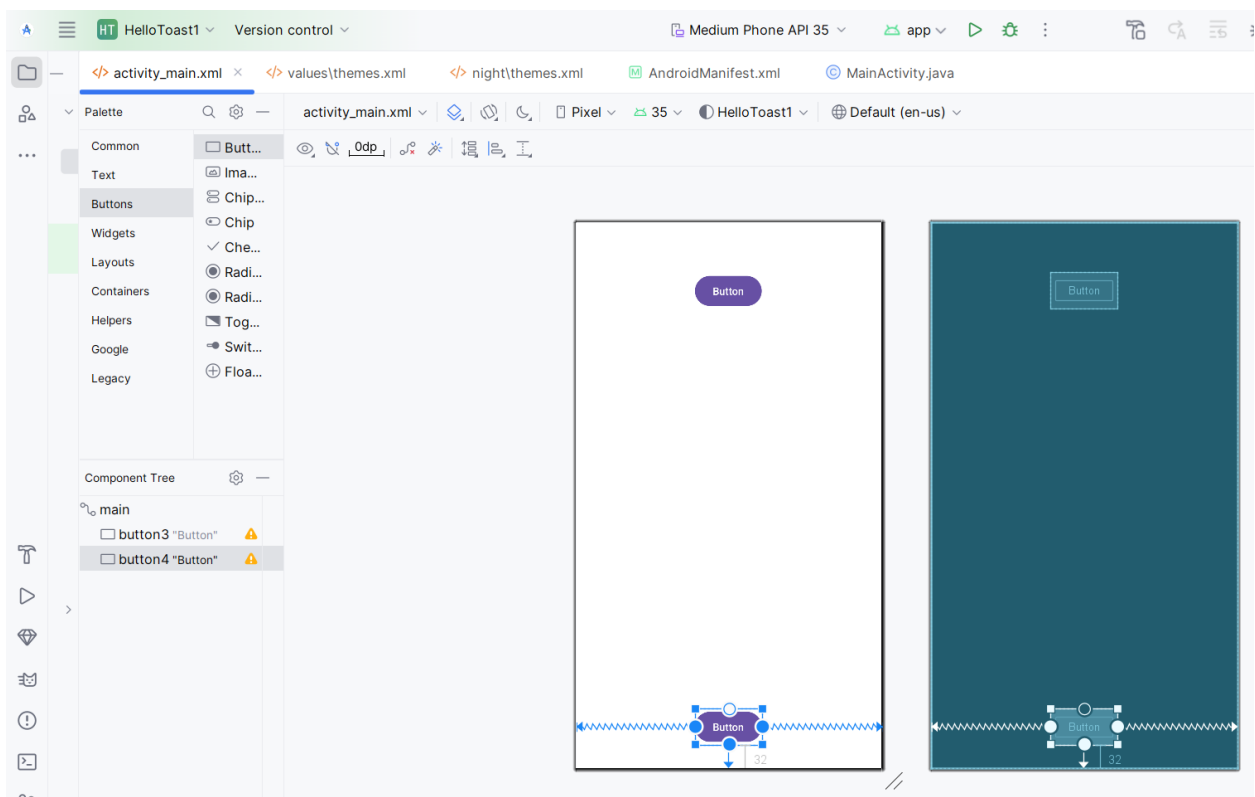 HT HelloToast1 Version control Medium Phone API 35 app
activity_main.xml values\themes.xml night\themes.xml M AndroidManifest.xml C MainActivity.java
Palette activity_main.xml Pixel 35 HelloToast1 Default (en-us)
Common Butt... 0dp
Text Ima...
Buttons Chip...
Chip
Widgets Che...
Layouts Radi...
Containers Radi...
Helpers Tog...
Google Swit...
Legacy Floa...
Button Button
Component Tree
main
button3 "Button"
button4 "Button"
Button Button
32 32